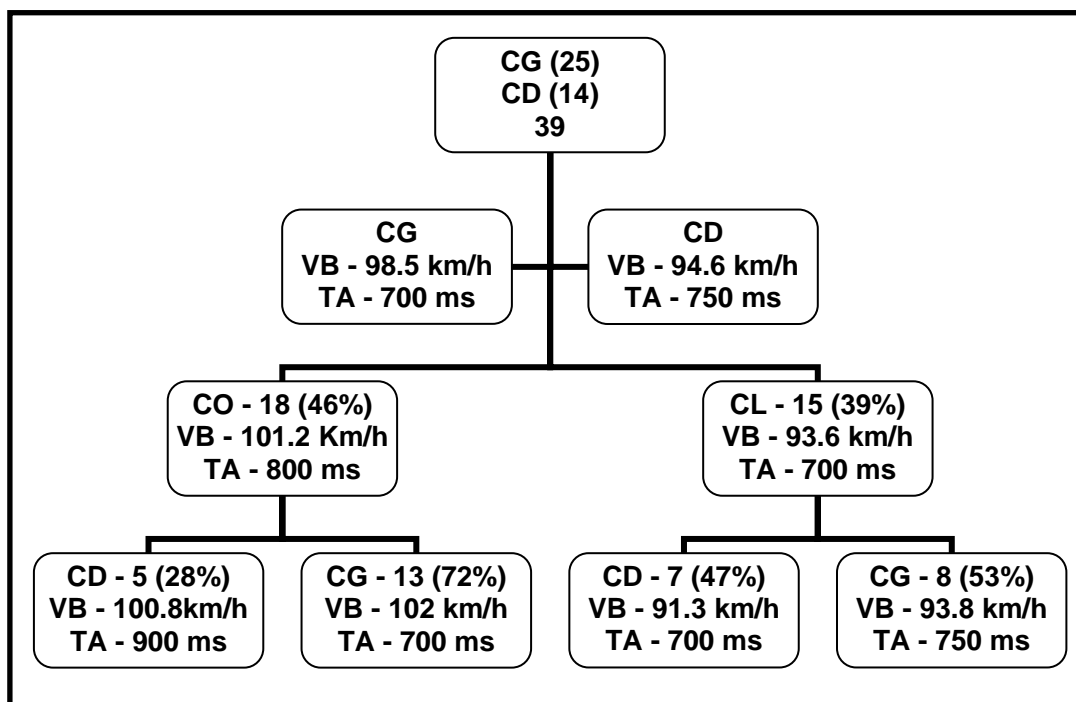 CG (25)
CD (14)
39
CG
VB - 98.5 km/h
TA - 700 ms
CD
VB - 94.6 km/h
TA - 750 ms
CO - 18 (46%)
VB - 101.2 Km/h
TA - 800 ms
CL - 15 (39%)
VB - 93.6 km/h
TA - 700 ms
CD - 5 (28%)
VB - 100.8km/h
TA - 900 ms
CG - 13 (72%)
VB - 102 km/h
TA - 700 ms
CD - 7 (47%)
VB - 91.3 km/h
TA - 700 ms
CG - 8 (53%)
VB - 93.8 km/h
TA - 750 ms